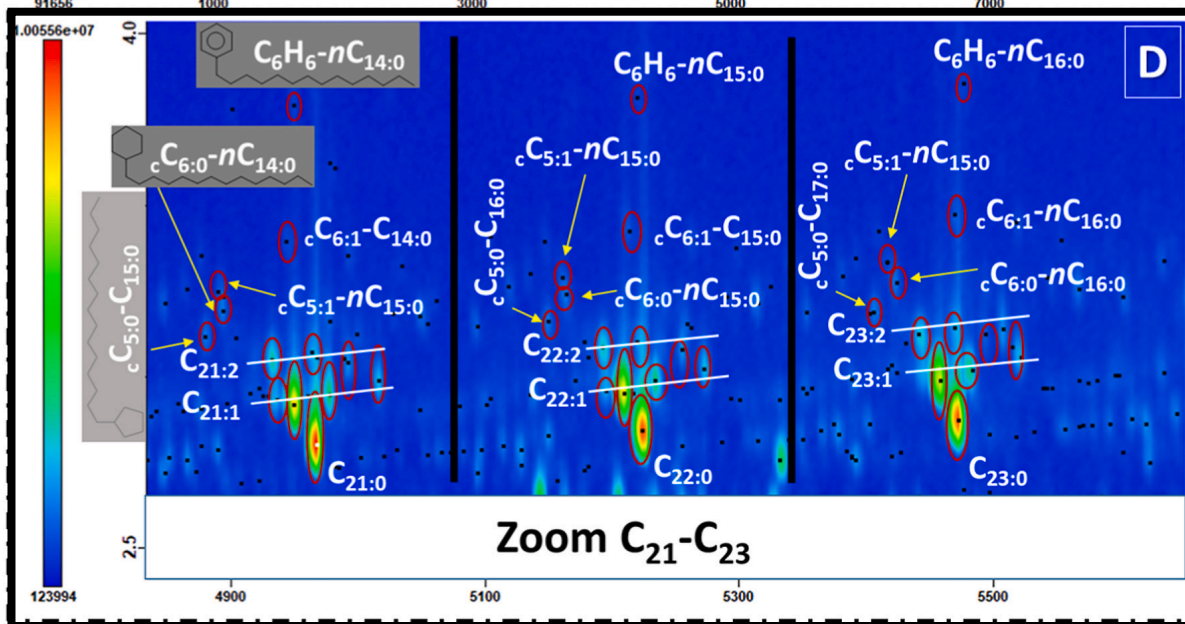 91656
1000
3000
5000
7000
1.00556e+07
4.0
C₆H₆-nC₁₄:₀
C₆H₆-nC₁₅:₀
C₆H₆-nC₁₆:₀
D
cC₆:₀-nC₁₄:₀
cC₅:₁-nC₁₅:₀
cC₅:₁-nC₁₅:₀
cC₅:₀-C₁₅:₀
cC₆:₁-C₁₄:₀
cC₅:₀-C₁₆:₀
cC₆:₁-C₁₅:₀
cC₅:₀-C₁₇:₀
cC₆:₁-nC₁₆:₀
cC₅:₁-nC₁₅:₀
cC₆:₀-nC₁₅:₀
cC₆:₀-nC₁₆:₀
C₂₁:₂
C₂₂:₂
C₂₃:₂
C₂₁:₁
C₂₂:₁
C₂₃:₁
C₂₁:₀
C₂₂:₀
C₂₃:₀
2.5
Zoom C₂₁-C₂₃
123994
4900
5100
5300
5500